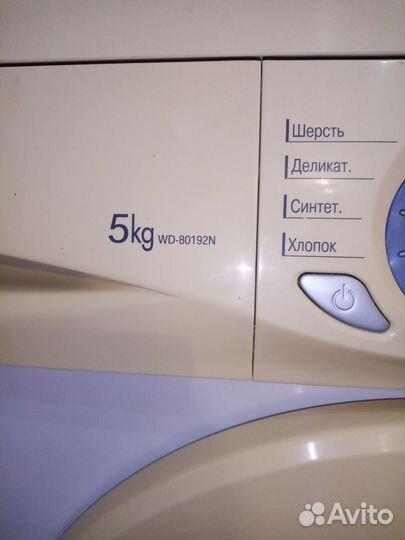 Шерсть
Деликат.
Синтет.
Хлопок
5kg WD-80192N
Avito